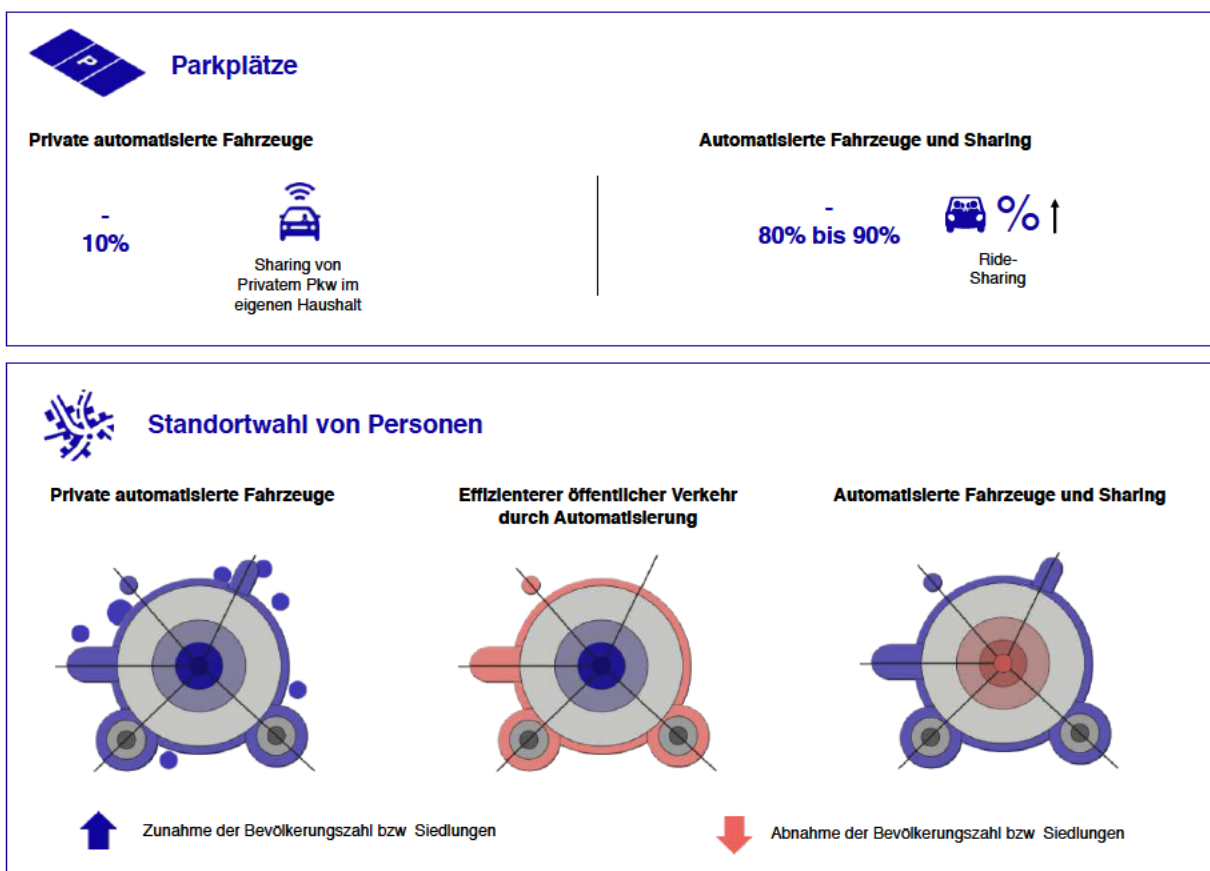 P
Parkplätze
Private automatisierte Fahrzeuge
-
10%
Sharing von
Privatem Pkw im
eigenen Haushalt
Automatisierte Fahrzeuge und Sharing
-
80% bis 90%
%
Ride-
Sharing
Standortwahl von Personen
Private automatisierte Fahrzeuge
Effizienterer öffentlicher Verkehr
durch Automatisierung
Automatisierte Fahrzeuge und Sharing
Zunahme der Bevölkerungszahl bzw Siedlungen
Abnahme der Bevölkerungszahl bzw Siedlungen